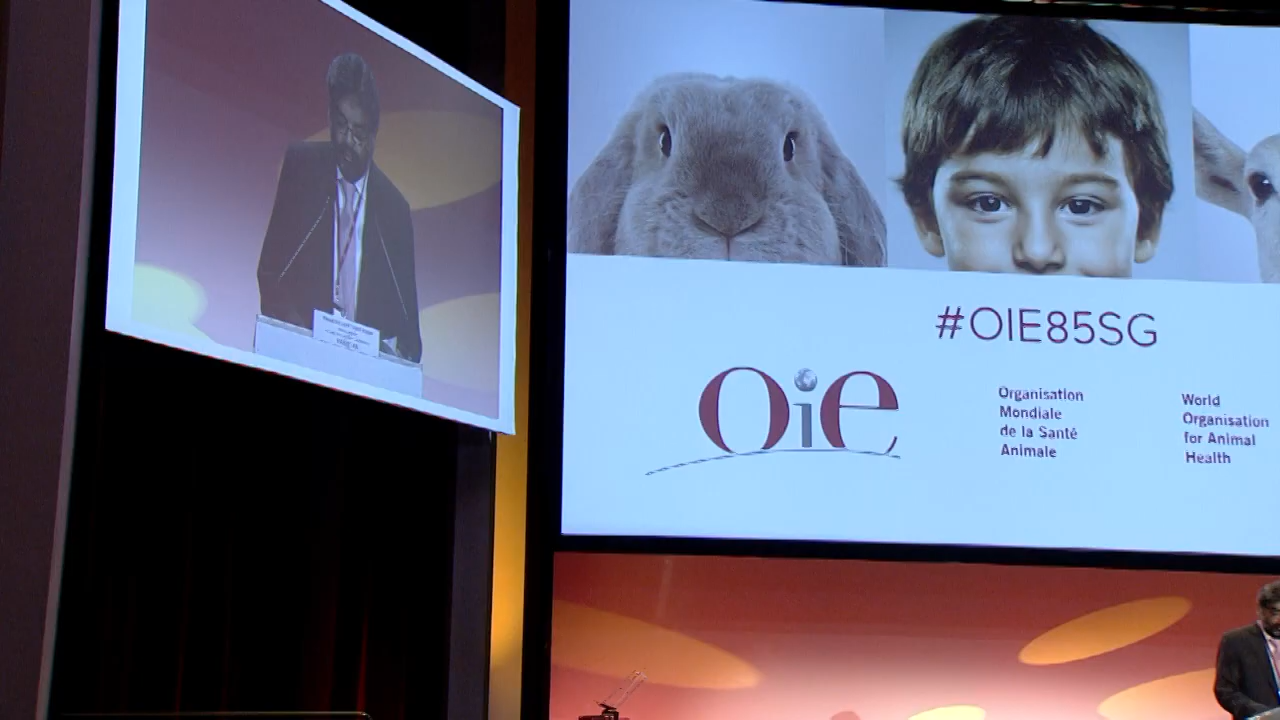 #OIE85SG
OiE
Organisation
Mondiale
de la Santé
Animale
World
Organisation
for Animal
Health